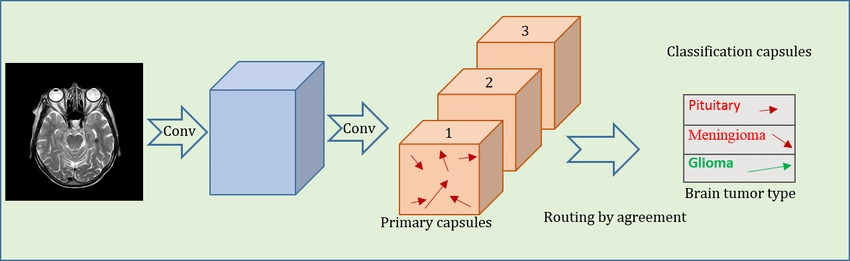 Conv
Conv
1
2
3
Primary capsules
Routing by agreement
Classification capsules
Pituitary
Meningioma
Glioma
Brain tumor type